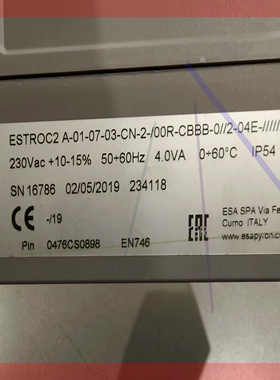 ESTROC2 A-01-07-03-CN-2-/00R-CBBB-0//2-04E-//////
230Vac +10-15% 50÷60Hz 4.0VA 0÷60°C IP54
SN 16786 02/05/2019 234118
CE -/19 EAC
ESA SPA Via Fe
Curno ITALY
www.esapyronic
Pin 0476CS0898 EN746